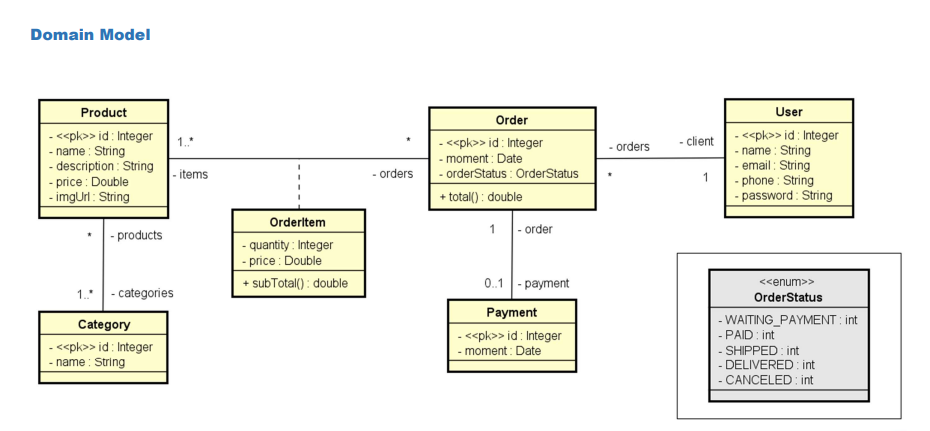 Domain Model
Product
- <<pk>> id : Integer
- name : String
- description : String
- price : Double
- imgUrl : String
1..*
- items
*
- orders
Order
- <<pk>> id : Integer
- moment : Date
- orderStatus : OrderStatus
+ total() : double
- orders
*
- client
1
User
- <<pk>> id : Integer
- name : String
- email : String
- phone : String
- password : String
OrderItem
- quantity : Integer
- price : Double
+ subTotal() : double
* - products
1..* - categories
Category
- <<pk>> id : Integer
- name : String
1 - order
0..1 - payment
Payment
- <<pk>> id : Integer
- moment : Date
<<enum>>
OrderStatus
- WAITING_PAYMENT : int
- PAID : int
- SHIPPED : int
- DELIVERED : int
- CANCELED : int